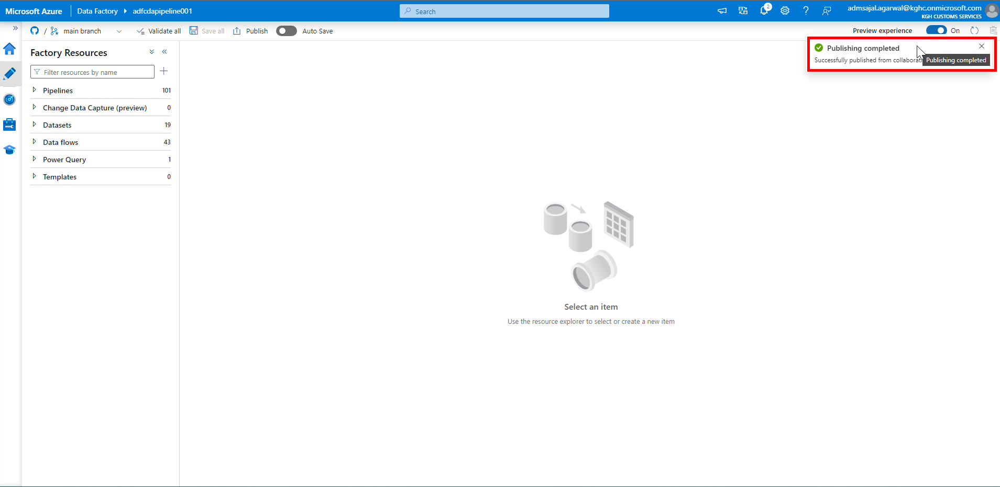 Microsoft Azure Data Factory adfcdapipeline001 Search 2 admsajal.agarwal@kghc.onmicrosoft.com
KGH CUSTOMS SERVICES
/ main branch Validate all Save all Publish Auto Save Preview experience On
Factory Resources
Publishing completed
Successfully published from collaborati
Publishing completed
Filter resources by name
Pipelines 101
Change Data Capture (preview) 0
Datasets 19
Data flows 43
Power Query 1
Templates 0
Select an item
Use the resource explorer to select or create a new item